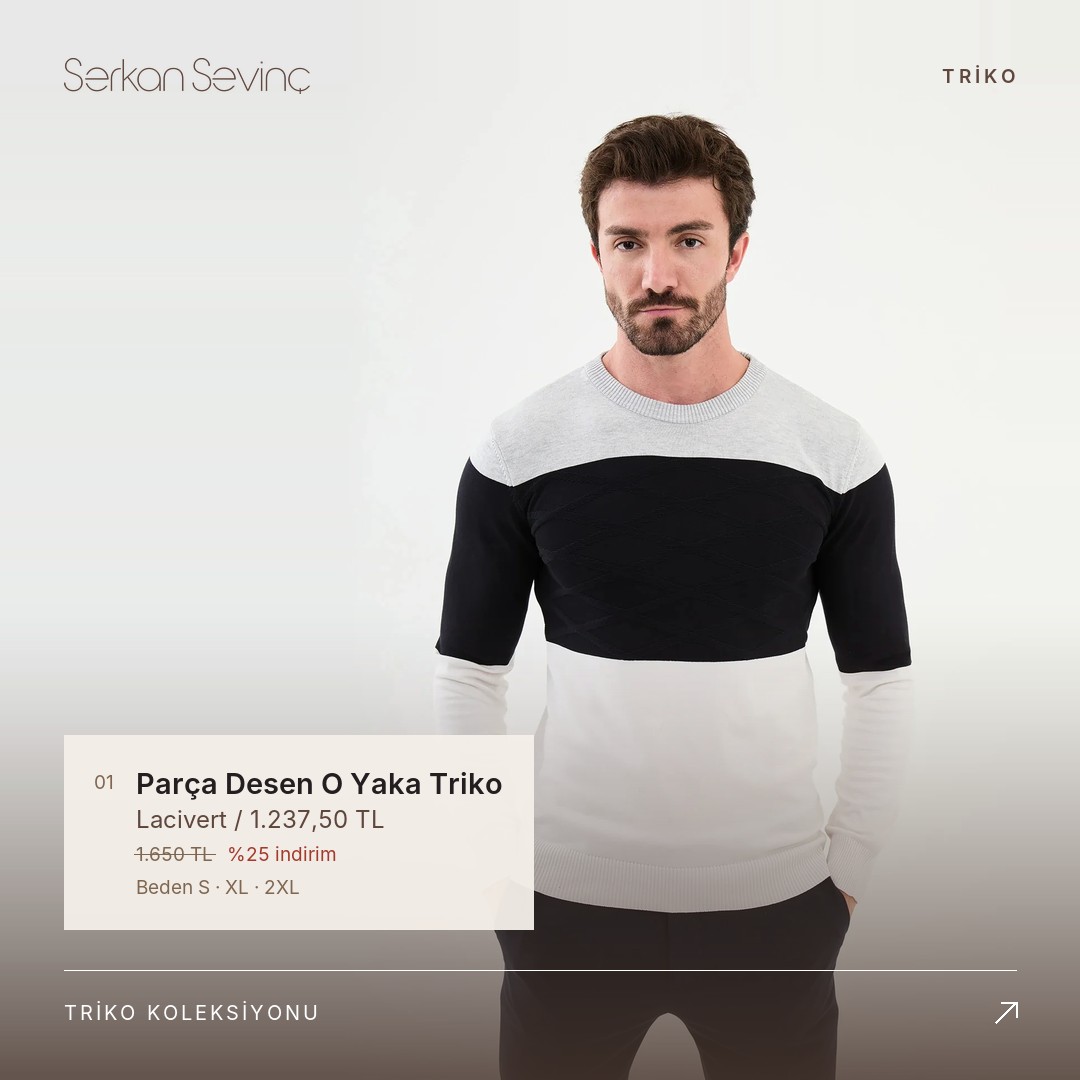 Serkan Sevinç
TRİKO
01
Parça Desen O Yaka Triko
Lacivert / 1.237,50 TL
1.650 TL %25 indirim
Beden S · XL · 2XL
TRİKO KOLEKSİYONU